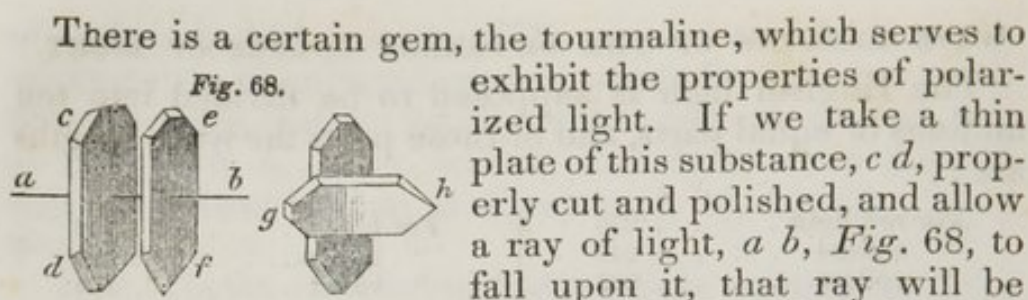 There is a certain gem, the tourmaline, which serves to
Fig. 68.
exhibit the properties of polar-
ized light. If we take a thin
plate of this substance, c d, prop-
erly cut and polished, and allow
a ray of light, a b, Fig. 68, to
fall upon it, that ray will be
c e
a b
g h
d f